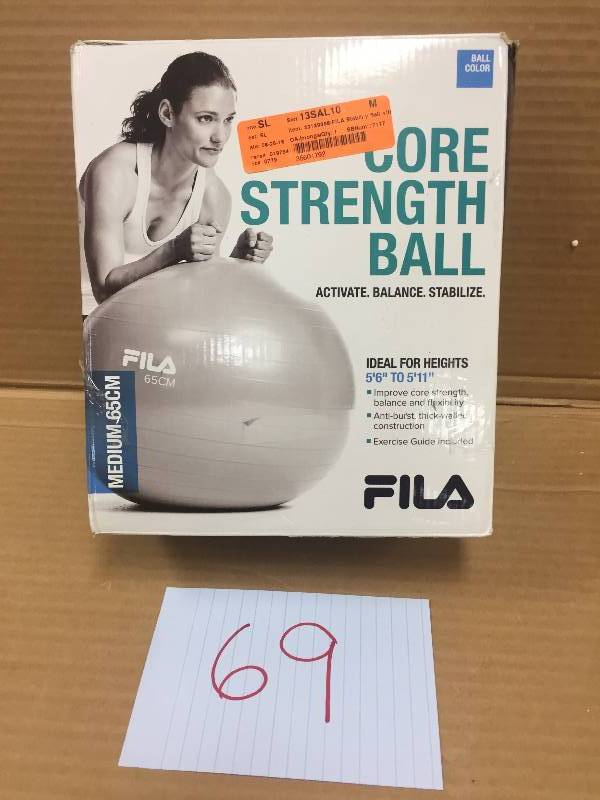 BALL
COLOR
SL 13SAL10 M
36601792
CORE
STRENGTH
BALL
ACTIVATE. BALANCE. STABILIZE.
FILA
65CM
MEDIUM 65CM
IDEAL FOR HEIGHTS
5'6" TO 5'11"
Improve core strength,
balance and flexibility
Anti-burst, thick-walled
construction
Exercise Guide Included
FILA
69